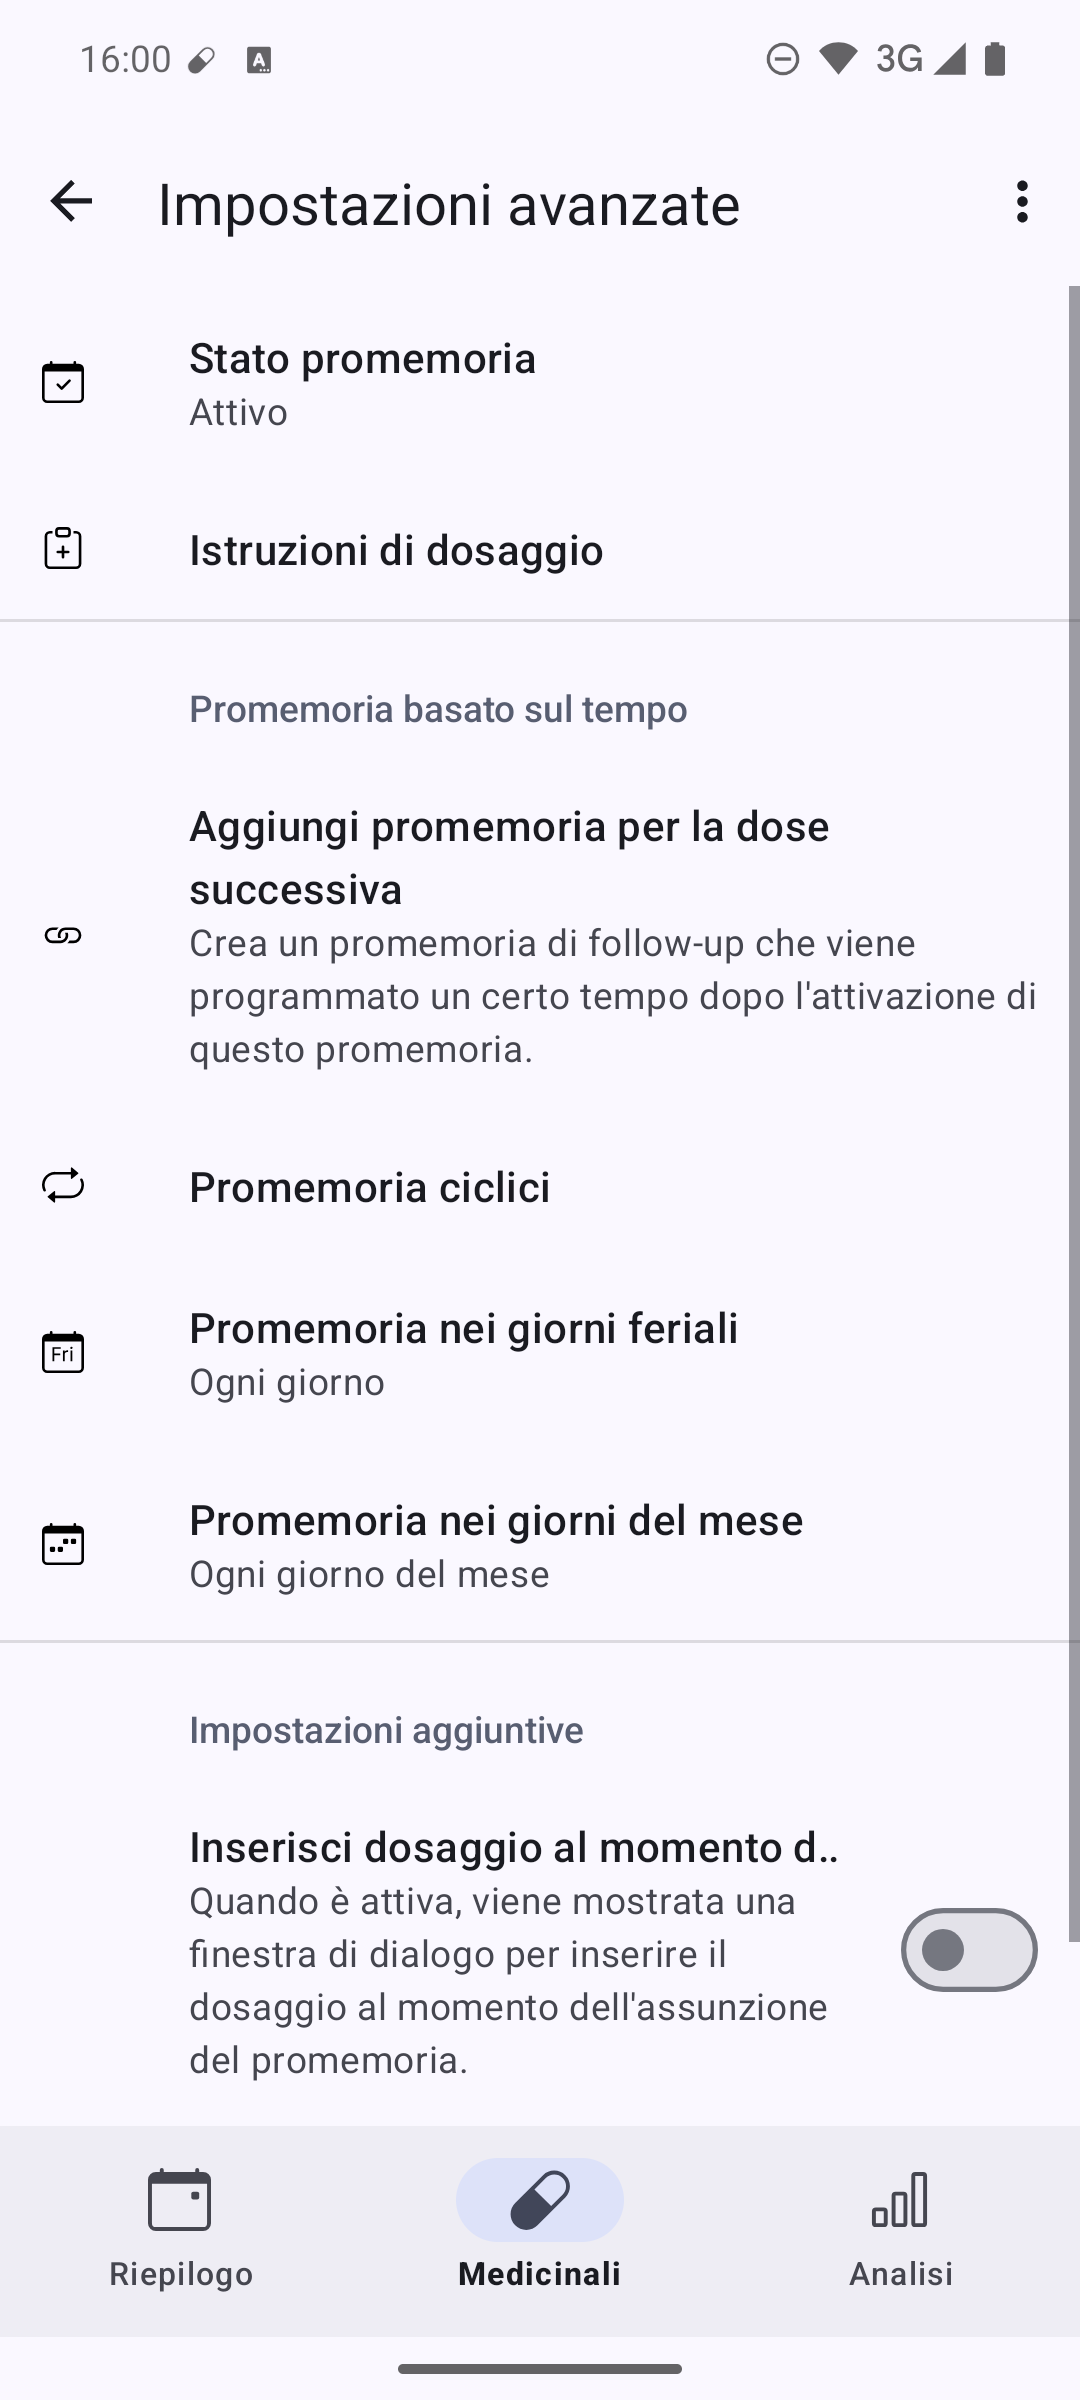 16:00
A
3G
Impostazioni avanzate
Stato promemoria
Attivo
Istruzioni di dosaggio
Promemoria basato sul tempo
Aggiungi promemoria per la dose
successiva
Crea un promemoria di follow-up che viene
programmato un certo tempo dopo l'attivazione di
questo promemoria.
Promemoria ciclici
Fri
Promemoria nei giorni feriali
Ogni giorno
Promemoria nei giorni del mese
Ogni giorno del mese
Impostazioni aggiuntive
Inserisci dosaggio al momento d..
Quando è attiva, viene mostrata una
finestra di dialogo per inserire il
dosaggio al momento dell'assunzione
del promemoria.
Riepilogo
Medicinali
Analisi